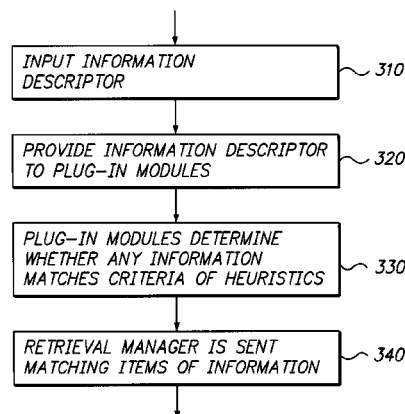 INPUT INFORMATION
DESCRIPTOR
310
PROVIDE INFORMATION DESCRIPTOR
TO PLUG-IN MODULES
320
PLUG-IN MODULES DETERMINE
WHETHER ANY INFORMATION
MATCHES CRITERIA OF HEURISTICS
330
RETRIEVAL MANAGER IS SENT
MATCHING ITEMS OF INFORMATION
340